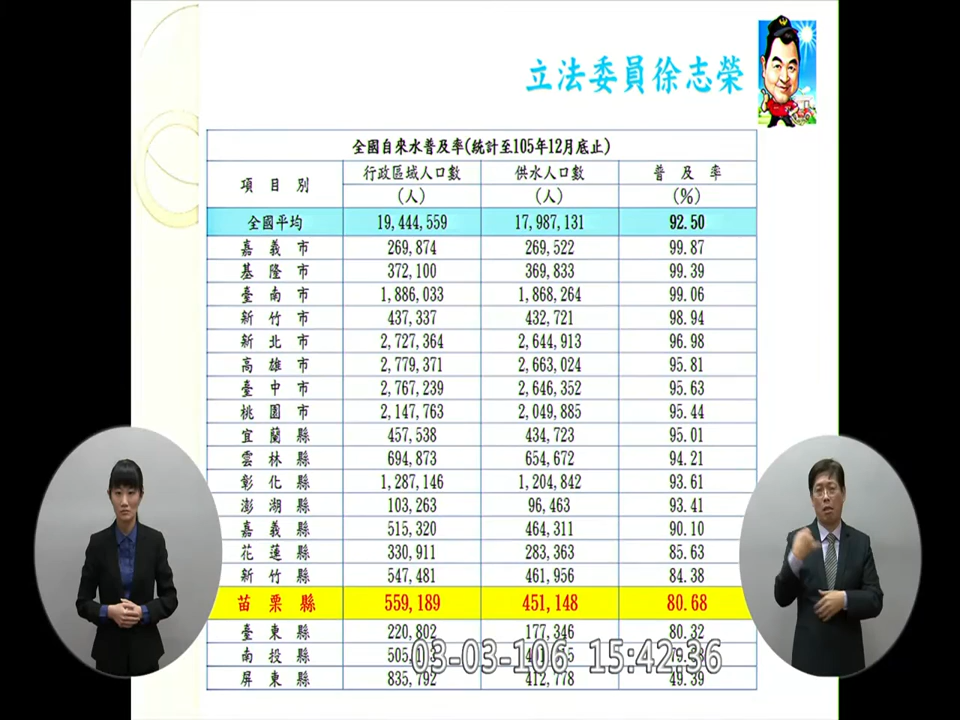 立法委員徐志榮
全國自來水普及率(統計至105年12月底止)
項目別 行政區域人口數(人) 供水人口數(人) 普及率(%)
全國平均 19,444,559 17,987,131 92.50
嘉義市 269,874 269,522 99.87
基隆市 372,100 369,833 99.39
臺南市 1,886,033 1,868,264 99.06
新竹市 437,337 432,721 98.94
新北市 2,727,364 2,644,913 96.98
高雄市 2,779,371 2,663,024 95.81
臺中市 2,767,239 2,646,352 95.63
桃園市 2,147,763 2,049,885 95.44
宜蘭縣 457,538 434,723 95.01
雲林縣 694,873 654,672 94.21
彰化縣 1,287,146 1,204,842 93.61
澎湖縣 103,263 96,463 93.41
嘉義縣 515,320 464,311 90.10
花蓮縣 330,911 283,363 85.63
新竹縣 547,481 461,956 84.38
苗栗縣 559,189 451,148 80.68
臺東縣 220,802 177,346 80.32
南投縣
屏東縣 835,792 412,778 49.39
03-03-106 15:42:36